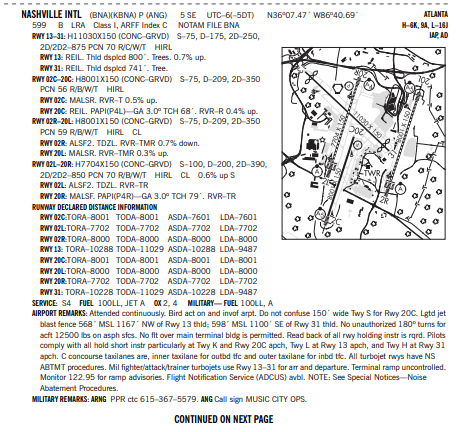 NASHVILLE INTL (BNA)(KBNA) P (ANG) 5 SE UTC–6(–5DT) N36º07.47´ W86º40.69´ ATLANTA
599 B LRA Class I, ARFF Index C NOTAM FILE BNA H–6K, 9A, L–16J
IAP, AD
RWY 13–31: H11030X150 (CONC–GRVD) S–75, D–175, 2S–175, 2D–250,
2D/2D2–875 PCN 70 R/C/W/T HIRL
RWY 13: REIL. Thld dsplcd 800´. Trees. 0.7% up.
RWY 31: REIL. Thld dsplcd 741´. Tree.
RWY 02C–20C: H8001X150 (CONC–GRVD) S–75, D–209, 2D–350
PCN 56 R/B/W/T HIRL
RWY 02C: MALSR. RVR–T 0.5% up.
RWY 20C: REIL. PAPI(P4L)—GA 3.0º TCH 68´. RVR–R 0.4% up.
RWY 02R–20L: H8000X150 (CONC–GRVD) S–75, D–209, 2D–350
PCN 59 R/B/W/T HIRL CL
RWY 02R: ALSF2. TDZL. RVR–TMR 0.7% down.
RWY 20L: MALSR. RVR–TMR 0.3% up.
RWY 02L–20R: H7704X150 (CONC–GRVD) S–100, D–200, 2D–390,
2D/2D2–850 PCN 70 R/B/W/T HIRL CL 0.6% up S
RWY 02L: ALSF2. TDZL. RVR–TR
RWY 20R: MALSR. PAPI(P4R)—GA 3.0º TCH 79´. RVR–TR
RUNWAY DECLARED DISTANCE INFORMATION
RWY 02C:TORA–8001 TODA–8001 ASDA–7601 LDA–7601
RWY 02L:TORA–7702 TODA–7702 ASDA–7702 LDA–7702
RWY 02R:TORA–8000 TODA–8000 ASDA–8000 LDA–8000
RWY 13: TORA–10288 TODA–11029 ASDA–10288 LDA–9487
RWY 20C:TORA–8001 TODA–8001 ASDA–8001 LDA–8001
RWY 20L:TORA–8000 TODA–8000 ASDA–8000 LDA–8000
RWY 20R:TORA–7702 TODA–7702 ASDA–7702 LDA–7702
RWY 31: TORA–10228 TODA–11029 ASDA–10228 LDA–9487
SERVICE: S4 FUEL 100LL, JET A OX 2, 4 MILITARY— FUEL 100LL, A
AIRPORT REMARKS: Attended continuously. Bird act on and invof arpt. Do not confuse 150´ wide Twy S for Rwy 20C. Lgtd jet
blast fence 568´ MSL 1167´ NW of Rwy 13 thld; 598´ MSL 1100´ SE of Rwy 31 thld. No unauthorized 180º turns for
acft 12500 lbs on asph sfcs. No flt over main terminal bldg is permitted. Read back of all rwy holding instr is rqrd. Pilots
comply with all hold short instr particularly at Twy K and Rwy 20C apch, Twy L at Rwy 13 apch, and Twy H at Rwy 31
apch. C concourse taxilanes are, inner taxilane for outbd tfc and outer taxilane for inbd tfc. All turbojet rwys have NS
ABTMT procedures. Mil fighter/attack/trainer turbojets use Rwy 13–31 for arr and departure. Terminal ramp uncontrolled.
Monitor 122.95 for ramp advisories. Flight Notification Service (ADCUS) avbl. NOTE: See Special Notices—Noise
Abatement Procedures.
MILITARY REMARKS: ARNG PPR ctc 615–367–5579. ANG Call sign MUSIC CITY OPS.
CONTINUED ON NEXT PAGE
TWR